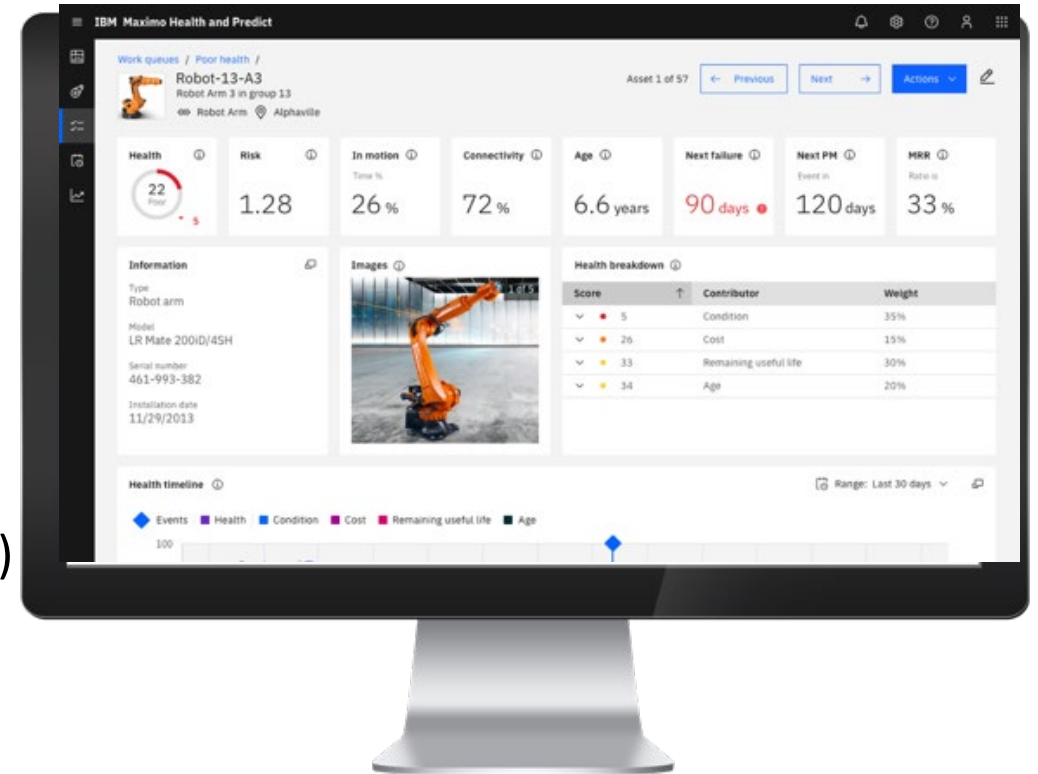 IBM Maximo Health and Predict
Work queues / Poor health /
Robot-13-A3
Robot Arm 3 in group 13
Robot Arm Alphaville
Asset 1 of 57
← Previous
Next →
Actions
Health
22
Poor
5
Risk
1.28
In motion
Time %
26 %
Connectivity
72 %
Age
6.6 years
Next failure
90 days
Next PM
Event in
120 days
MRR
Ratio is
33 %
Information
Type
Robot arm
Model
LR Mate 200iD/4SH
Serial number
461-993-382
Installation date
11/29/2013
Images
1 of 5
Health breakdown
Score ↑ Contributor Weight
5 Condition 35%
26 Cost 15%
33 Remaining useful life 30%
34 Age 20%
Health timeline
Range: Last 30 days
Events Health Condition Cost Remaining useful life Age
100
)